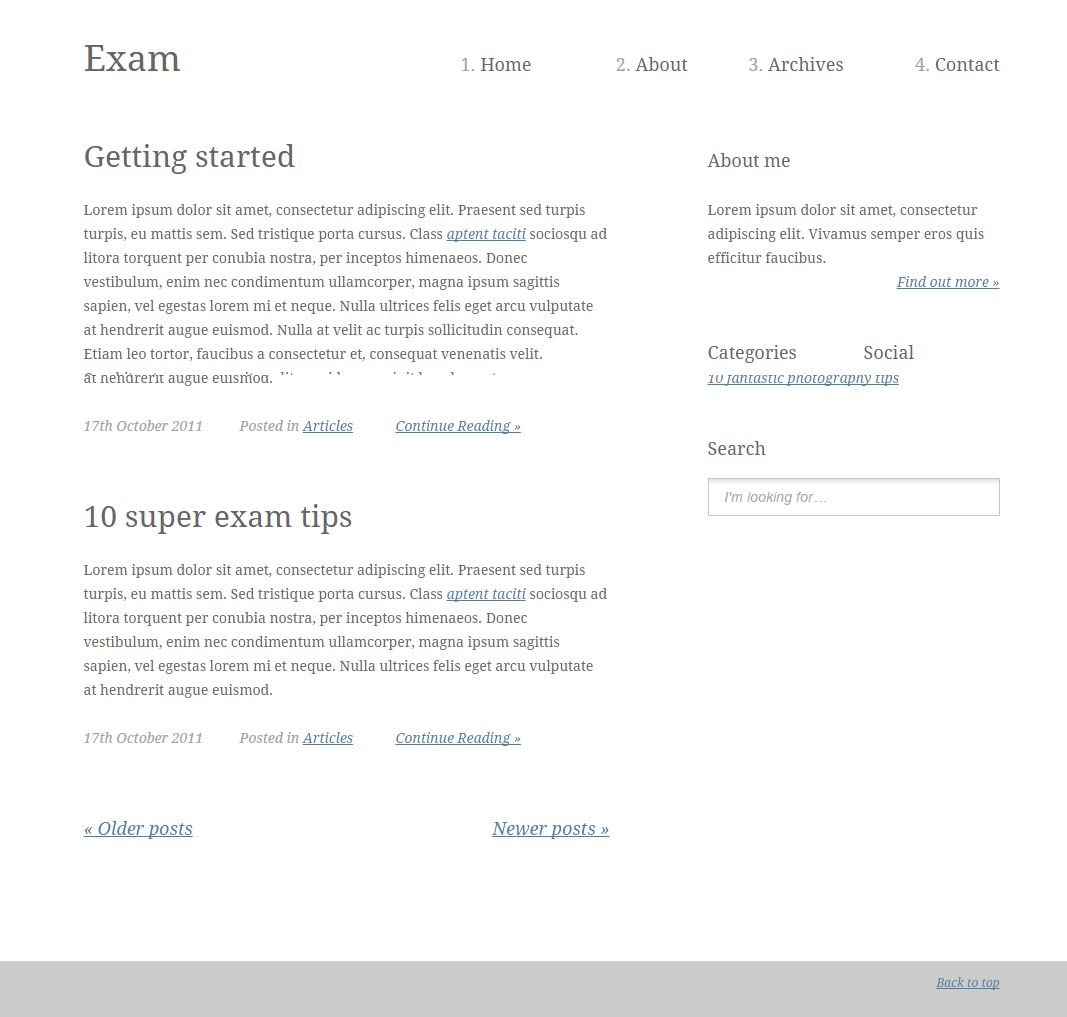 Exam
1. Home
2. About
3. Archives
4. Contact
Getting started
Lorem ipsum dolor sit amet, consectetur adipiscing elit. Praesent sed turpis
turpis, eu mattis sem. Sed tristique porta cursus. Class aptent taciti sociosqu ad
litora torquent per conubia nostra, per inceptos himenaeos. Donec
vestibulum, enim nec condimentum ullamcorper, magna ipsum sagittis
sapien, vel egestas lorem mi et neque. Nulla ultrices felis eget arcu vulputate
at hendrerit augue euismod. Nulla at velit ac turpis sollicitudin consequat.
Etiam leo tortor, faucibus a consectetur et, consequat venenatis velit.
at hendrerit augue euismod.
17th October 2011
Posted in Articles
Continue Reading »
10 super exam tips
Lorem ipsum dolor sit amet, consectetur adipiscing elit. Praesent sed turpis
turpis, eu mattis sem. Sed tristique porta cursus. Class aptent taciti sociosqu ad
litora torquent per conubia nostra, per inceptos himenaeos. Donec
vestibulum, enim nec condimentum ullamcorper, magna ipsum sagittis
sapien, vel egestas lorem mi et neque. Nulla ultrices felis eget arcu vulputate
at hendrerit augue euismod.
17th October 2011
Posted in Articles
Continue Reading »
« Older posts
Newer posts »
About me
Lorem ipsum dolor sit amet, consectetur
adipiscing elit. Vivamus semper eros quis
efficitur faucibus.
Find out more »
Categories
Social
10 fantastic photography tips
Search
I'm looking for…
Back to top